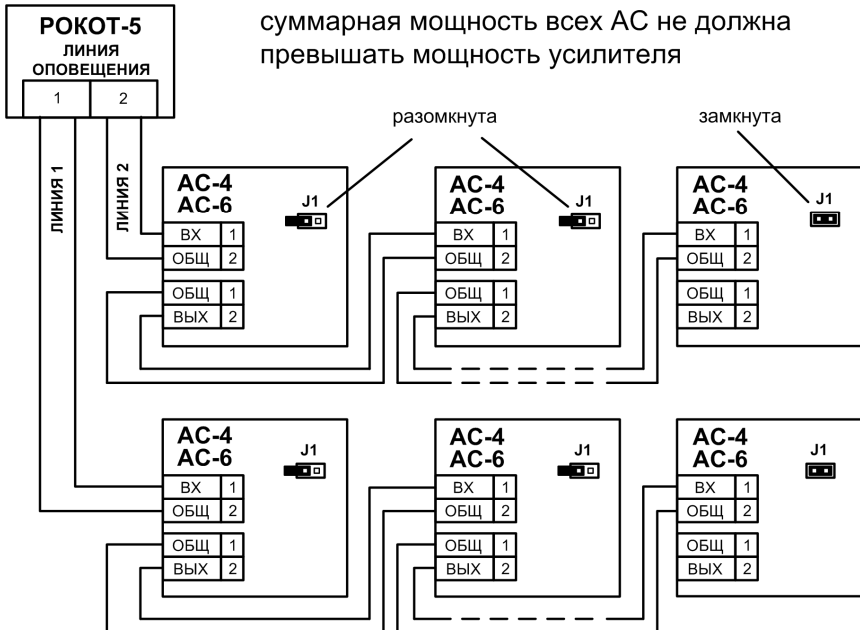 РОКОТ-5
ЛИНИЯ
ОПОВЕЩЕНИЯ
1 2
суммарная мощность всех АС не должна
превышать мощность усилителя
разомкнута
замкнута
ЛИНИЯ 1
ЛИНИЯ 2
АС-4
АС-6
J1
ВХ 1
ОБЩ 2
ОБЩ 1
ВЫХ 2
АС-4
АС-6
J1
ВХ 1
ОБЩ 2
ОБЩ 1
ВЫХ 2
АС-4
АС-6
J1
ВХ 1
ОБЩ 2
ОБЩ 1
ВЫХ 2
АС-4
АС-6
J1
ВХ 1
ОБЩ 2
ОБЩ 1
ВЫХ 2
АС-4
АС-6
J1
ВХ 1
ОБЩ 2
ОБЩ 1
ВЫХ 2
АС-4
АС-6
J1
ВХ 1
ОБЩ 2
ОБЩ 1
ВЫХ 2